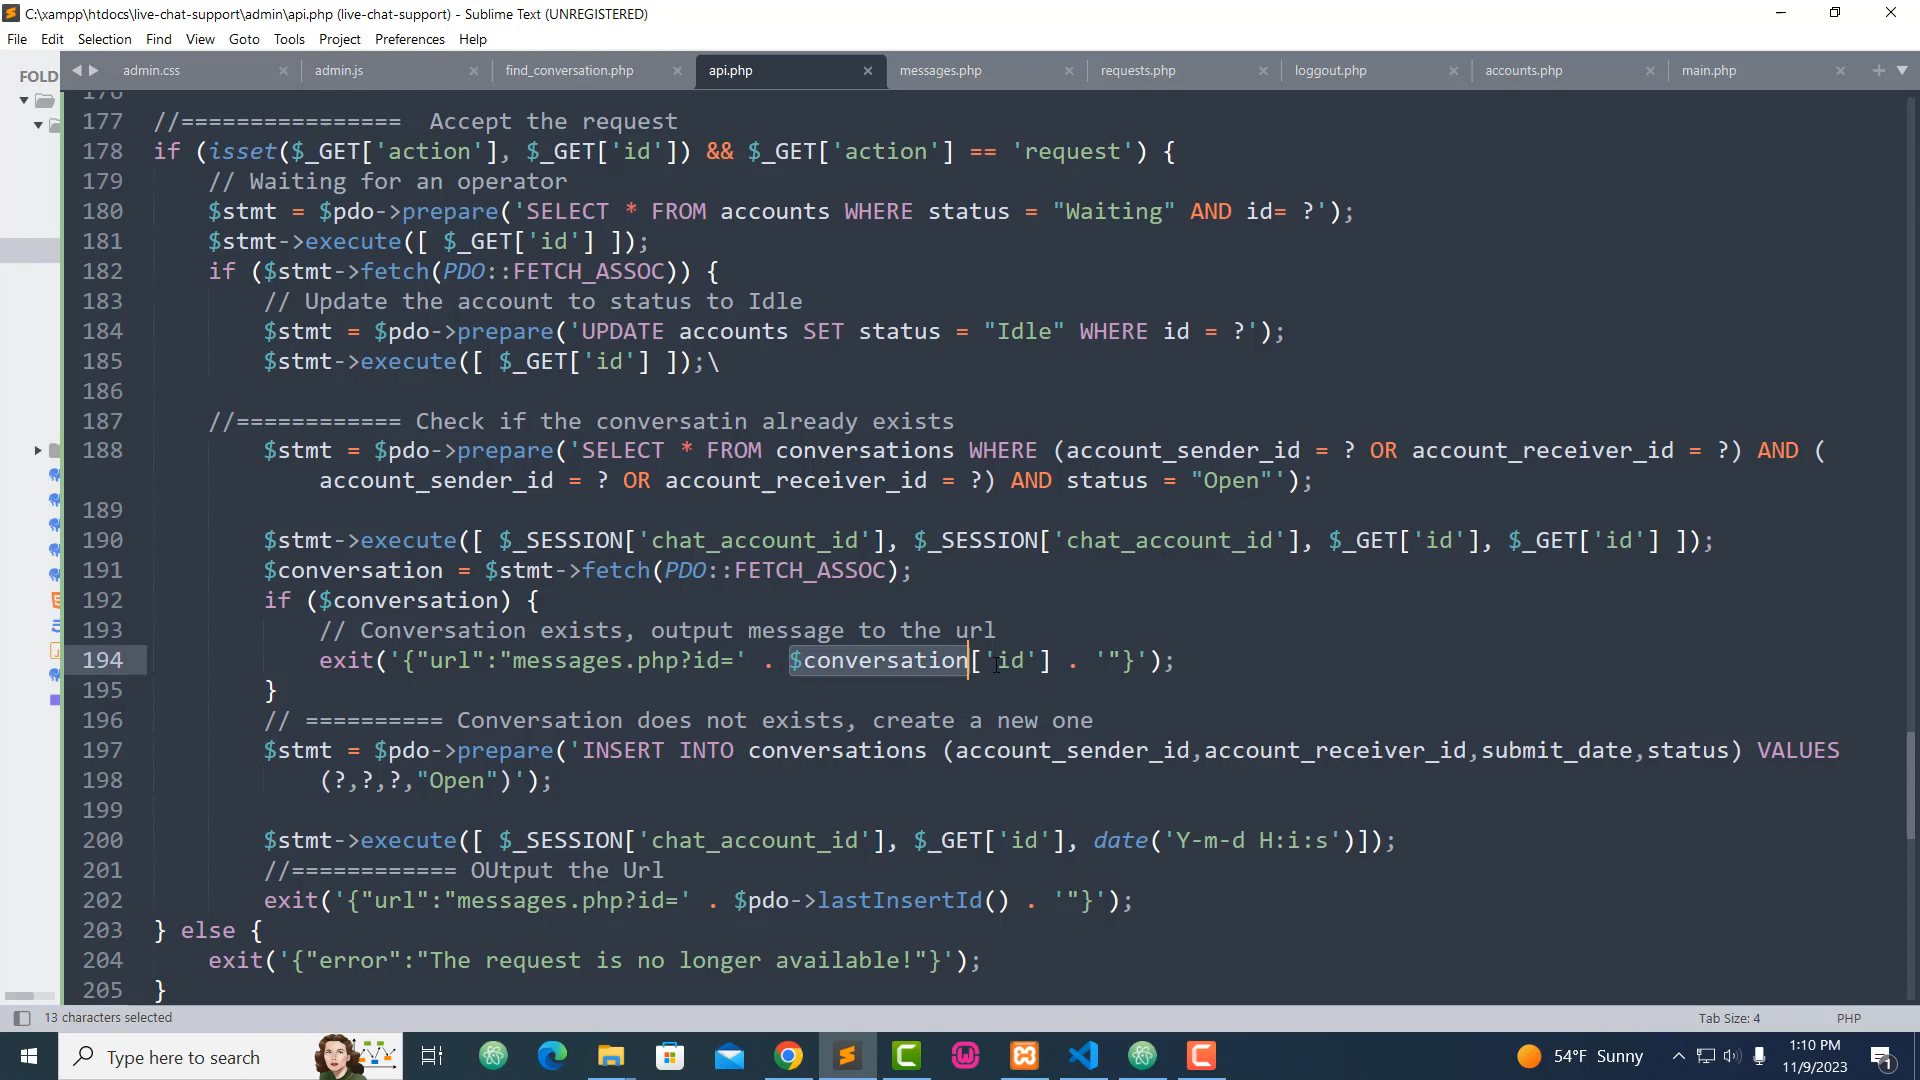 C:\xampp\htdocs\live-chat-support\admin\api.php (live-chat-support) - Sublime Text (UNREGISTERED)
File Edit Selection Find View Goto Tools Project Preferences Help
FOLD
admin.css admin.js find_conversation.php api.php messages.php requests.php loggout.php accounts.php main.php
176
177 //================ Accept the request
178 if (isset($_GET['action'], $_GET['id']) && $_GET['action'] == 'request') {
179 // Waiting for an operator
180 $stmt = $pdo->prepare('SELECT * FROM accounts WHERE status = "Waiting" AND id= ?');
181 $stmt->execute([ $_GET['id'] ]);
182 if ($stmt->fetch(PDO::FETCH_ASSOC)) {
183 // Update the account to status to Idle
184 $stmt = $pdo->prepare('UPDATE accounts SET status = "Idle" WHERE id = ?');
185 $stmt->execute([ $_GET['id'] ]);\
186
187 //============ Check if the conversatin already exists
188 $stmt = $pdo->prepare('SELECT * FROM conversations WHERE (account_sender_id = ? OR account_receiver_id = ?) AND (
account_sender_id = ? OR account_receiver_id = ?) AND status = "Open"');
189
190 $stmt->execute([ $_SESSION['chat_account_id'], $_SESSION['chat_account_id'], $_GET['id'], $_GET['id'] ]);
191 $conversation = $stmt->fetch(PDO::FETCH_ASSOC);
192 if ($conversation) {
193 // Conversation exists, output message to the url
194 exit('{"url":"messages.php?id=' . $conversation['id'] . '"}');
195 }
196 // ========== Conversation does not exists, create a new one
197 $stmt = $pdo->prepare('INSERT INTO conversations (account_sender_id,account_receiver_id,submit_date,status) VALUES
198 (?,?,?,"Open")');
199
200 $stmt->execute([ $_SESSION['chat_account_id'], $_GET['id'], date('Y-m-d H:i:s')]);
201 //============ OUtput the Url
202 exit('{"url":"messages.php?id=' . $pdo->lastInsertId() . '"}');
203 } else {
204 exit('{"error":"The request is no longer available!"}');
205 }
13 characters selected Tab Size: 4 PHP
Type here to search 54°F Sunny 1:10 PM
11/9/2023 1